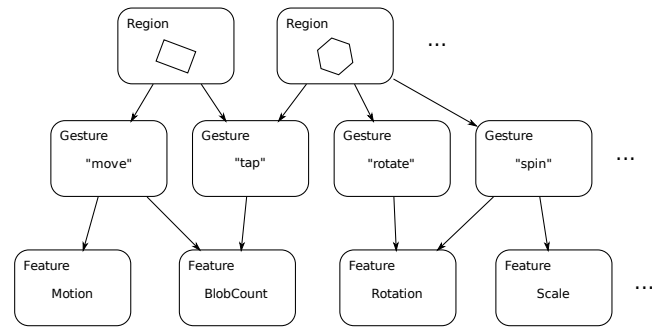 Region
Region
...
Gesture
"move"
Gesture
"tap"
Gesture
"rotate"
Gesture
"spin"
...
Feature
Motion
Feature
BlobCount
Feature
Rotation
Feature
Scale
...